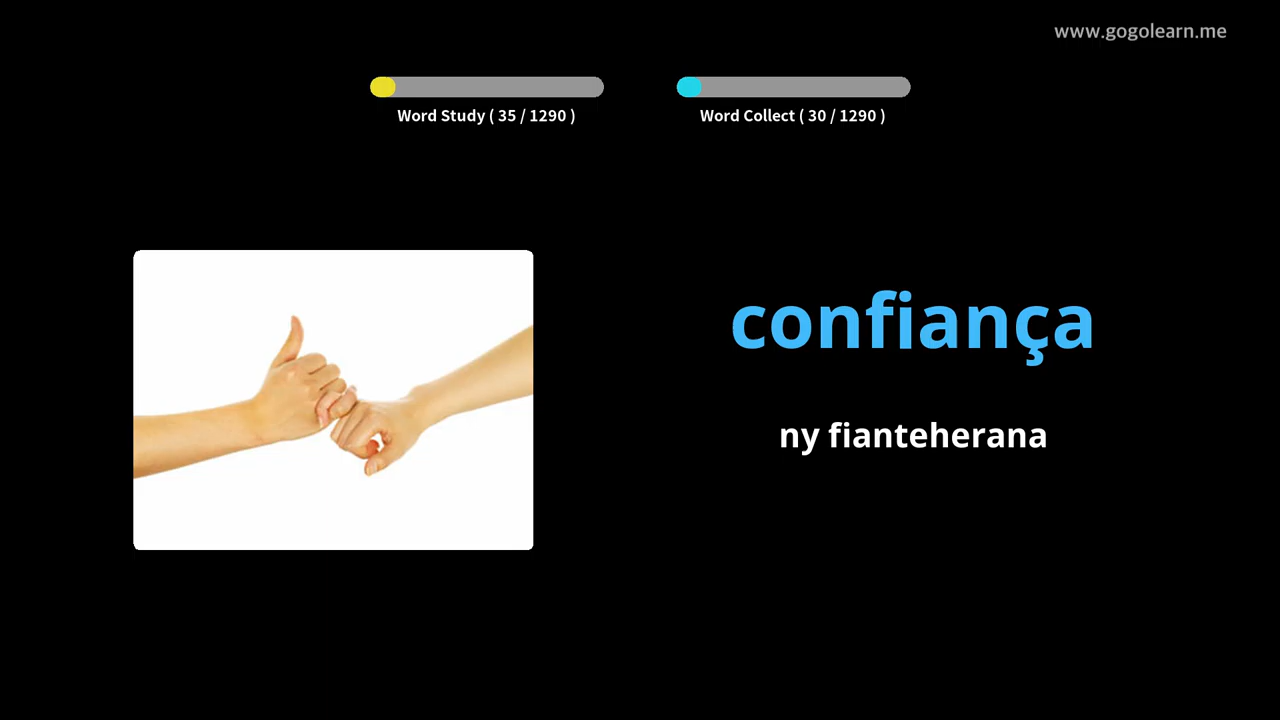 www.gogolearn.me
Word Study ( 35 / 1290 )
Word Collect ( 30 / 1290 )
confiança
ny fianteherana